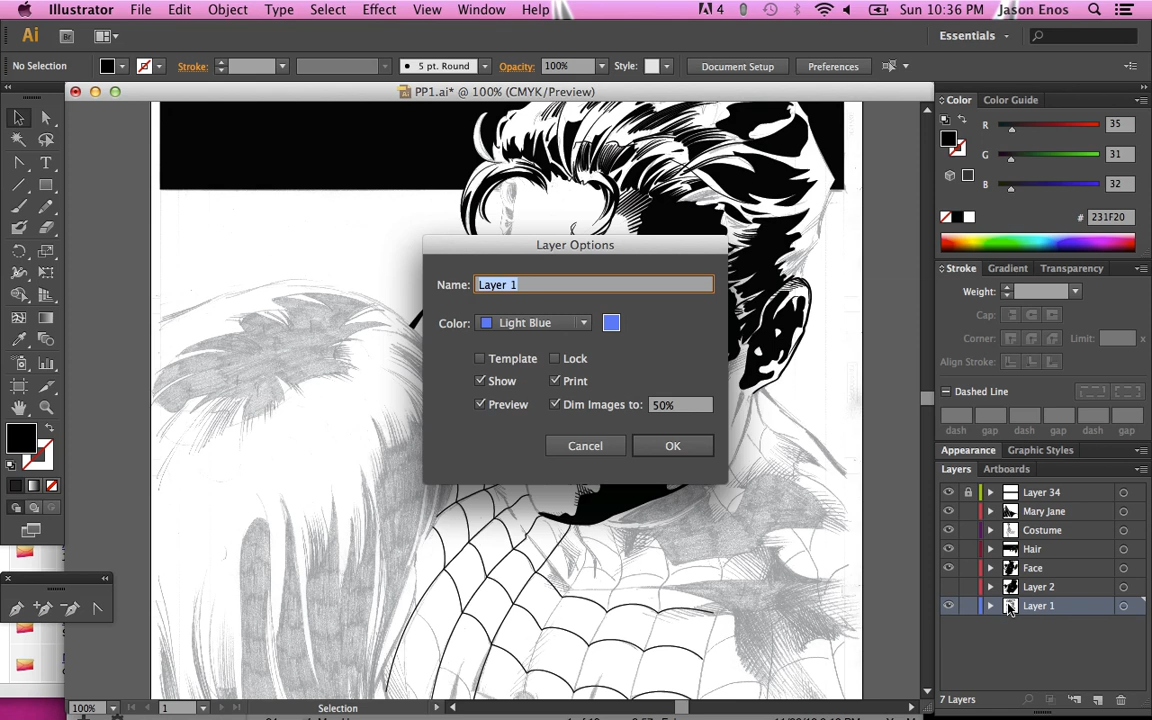 Illustrator File Edit Object Type Select Effect View Window Help 4 Sun 10:36 PM Jason Enos
Ai Br Essentials
No Selection Stroke: 5 pt. Round Opacity: 100% Style: Document Setup Preferences
PP1.ai* @ 100% (CMYK/Preview)
Color Color Guide
R 35
G 31
B 32
# 231F20
Stroke Gradient Transparency
Weight:
Cap:
Corner: Limit: x
Align Stroke:
Dashed Line
dash gap dash gap dash gap
Appearance Graphic Styles
Layers Artboards
Layer 34
Mary Jane
Costume
Hair
Face
Layer 2
Layer 1
7 Layers
Layer Options
Name: Layer 1
Color: Light Blue
Template Lock
Show Print
Preview Dim Images to: 50%
Cancel OK
100% 1 Selection